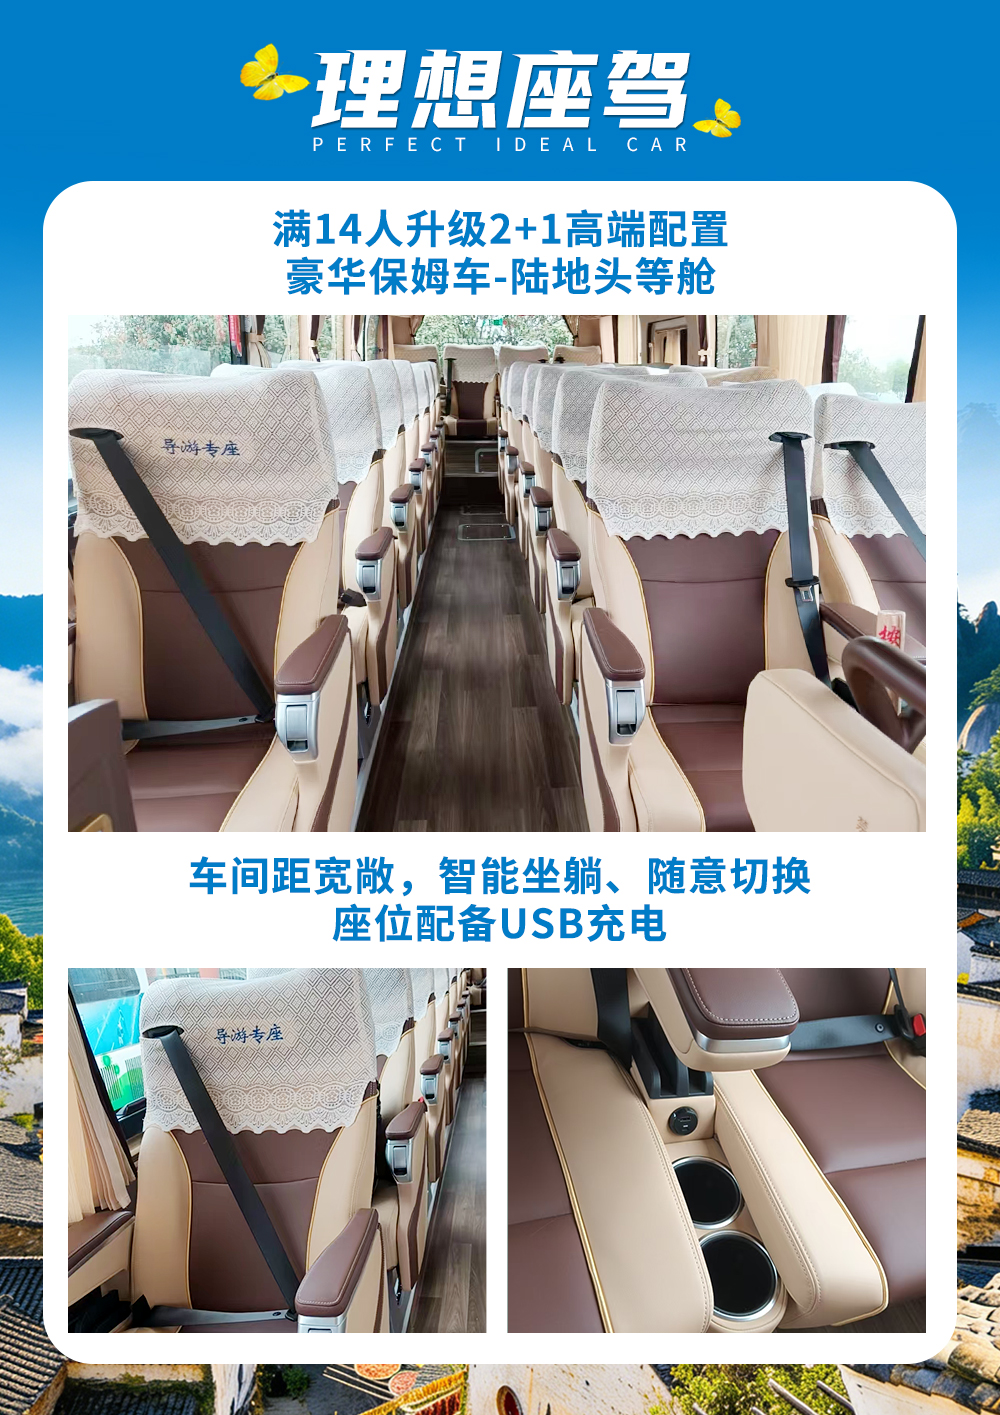 理想座驾
PERFECT IDEAL CAR
满14人升级2+1高端配置
豪华保姆车-陆地头等舱
导游专座
车间距宽敞，智能坐躺、随意切换
座位配备USB充电
导游专座